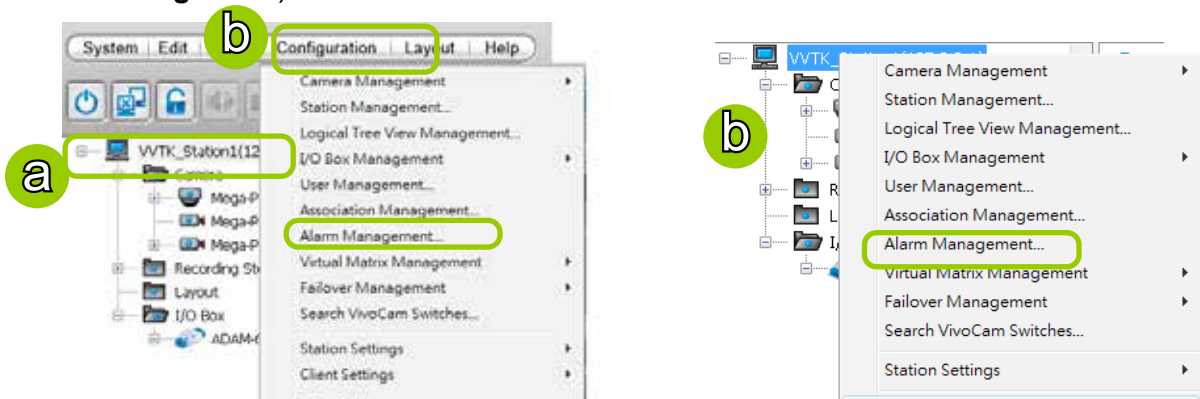 b
System Edit Configuration Layout Help
Camera Management
Station Management...
Logical Tree View Management...
I/O Box Management
User Management...
Association Management...
Alarm Management...
Virtual Matrix Management
Failover Management
Search VivoCam Switches...
Station Settings
Client Settings
a
VVTK_Station1(12
Camera
Mega-P
Mega-P
Mega-P
Recording St
Layout
I/O Box
ADAM-6
b
VVTK_
C
R
L
I/
Camera Management
Station Management...
Logical Tree View Management...
I/O Box Management
User Management...
Association Management...
Alarm Management...
Virtual Matrix Management
Failover Management
Search VivoCam Switches...
Station Settings